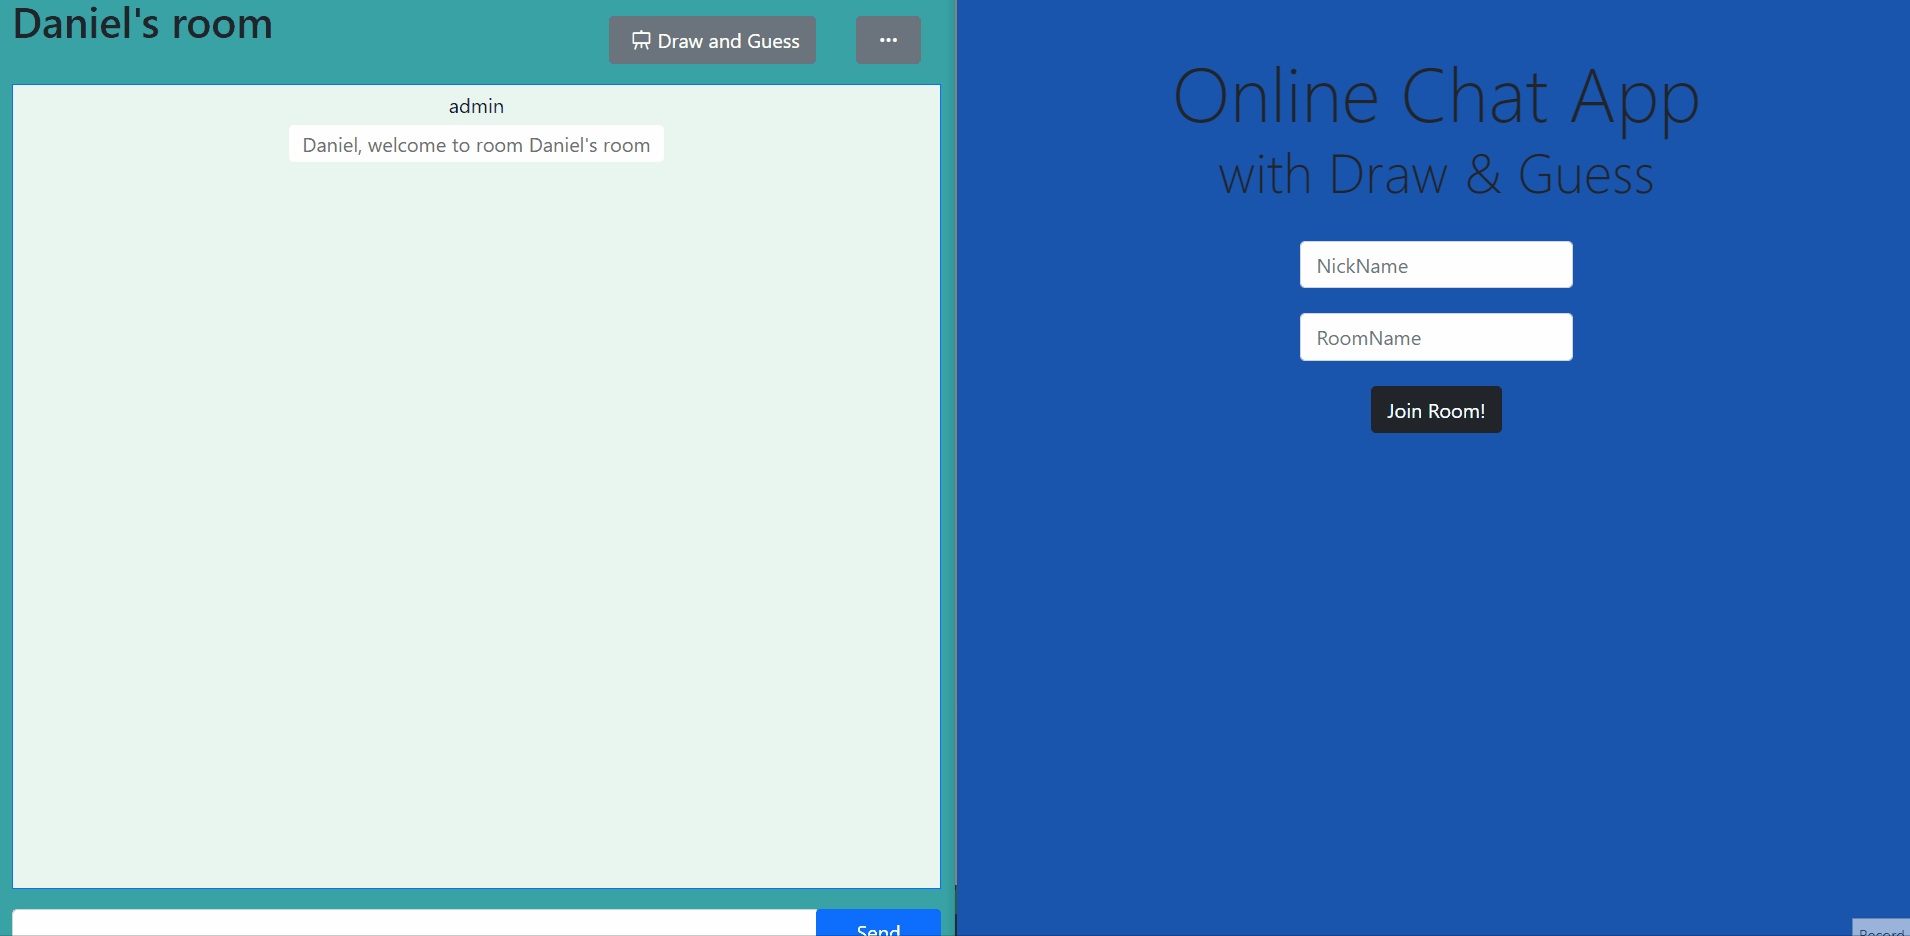 Daniel's room
Draw and Guess
...
admin
Daniel, welcome to room Daniel's room
Send
Online Chat App
with Draw & Guess
NickName
RoomName
Join Room!
Record